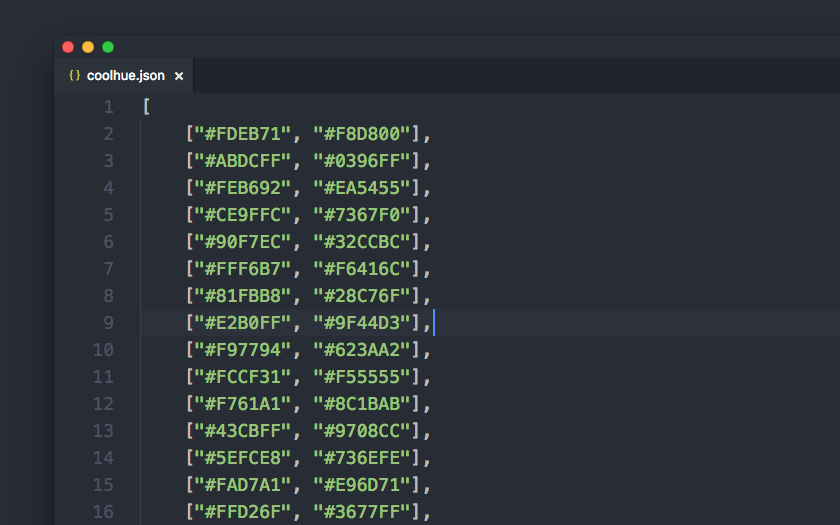 {} coolhue.json ×
1 [
2 ["#FDEB71", "#F8D800"],
3 ["#ABDCFF", "#0396FF"],
4 ["#FEB692", "#EA5455"],
5 ["#CE9FFC", "#7367F0"],
6 ["#90F7EC", "#32CCBC"],
7 ["#FFF6B7", "#F6416C"],
8 ["#81FBB8", "#28C76F"],
9 ["#E2B0FF", "#9F44D3"],
10 ["#F97794", "#623AA2"],
11 ["#FCCF31", "#F55555"],
12 ["#F761A1", "#8C1BAB"],
13 ["#43CBFF", "#9708CC"],
14 ["#5EFCE8", "#736EFE"],
15 ["#FAD7A1", "#E96D71"],
16 ["#FFD26F", "#3677FF"],